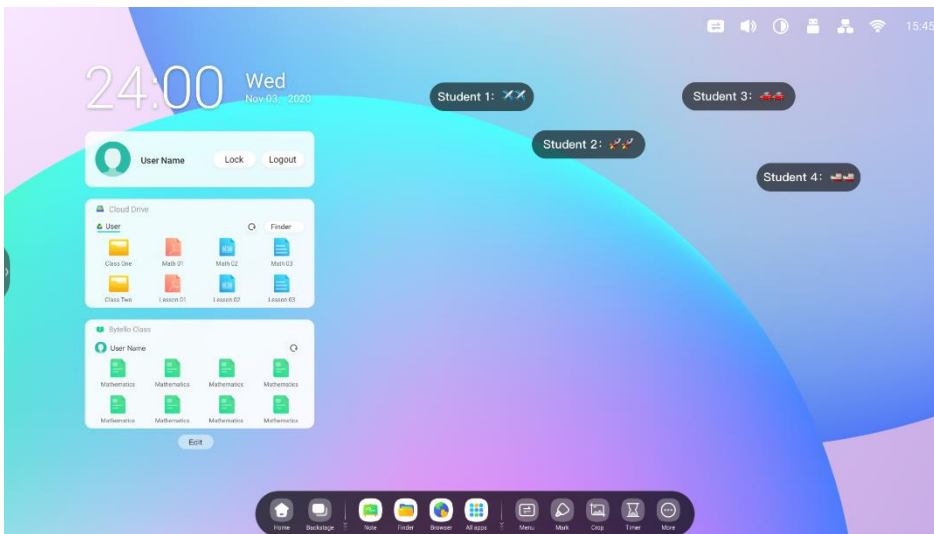 15:45
24:00
Wed
Nov 03, 2020
Student 1: ✈️✈️
Student 3: 🚗🚗
Student 2: 🚀🚀
Student 4: 🚢🚢
User Name Lock Logout
Cloud Drive
User Finder
Class One Math 01 Math 02 Math 03
Class Two Lesson 01 Lesson 02 Lesson 03
Bytello Class
User Name
Mathematics Mathematics Mathematics Mathematics
Mathematics Mathematics Mathematics Mathematics
Edit
Home Backstage Note Finder Browser All apps Menu Mark Crop Timer More